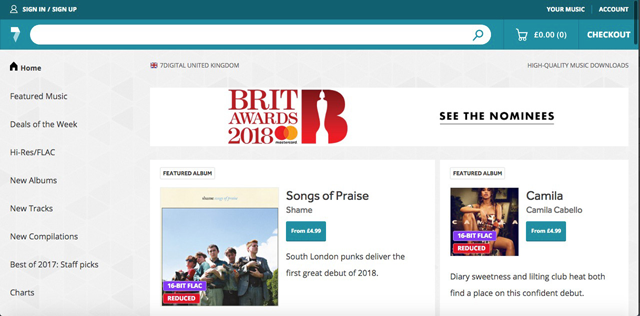 SIGN IN / SIGN UP
YOUR MUSIC
ACCOUNT
£0.00 (0)
CHECKOUT
Home
7DIGITAL UNITED KINGDOM
HIGH-QUALITY MUSIC DOWNLOADS
Featured Music
Deals of the Week
Hi-Res/FLAC
New Albums
New Tracks
New Compilations
Best of 2017: Staff picks
Charts
BRIT
AWARDS
2018
mastercard
SEE THE NOMINEES
FEATURED ALBUM
shame songs of praise
16-BIT FLAC
REDUCED
Songs of Praise
Shame
From £4.99
South London punks deliver the
first great debut of 2018.
FEATURED ALBUM
16-BIT FLAC
REDUCED
Camila
Camila Cabello
From £4.99
Diary sweetness and lilting club heat both
find a place on this confident debut.